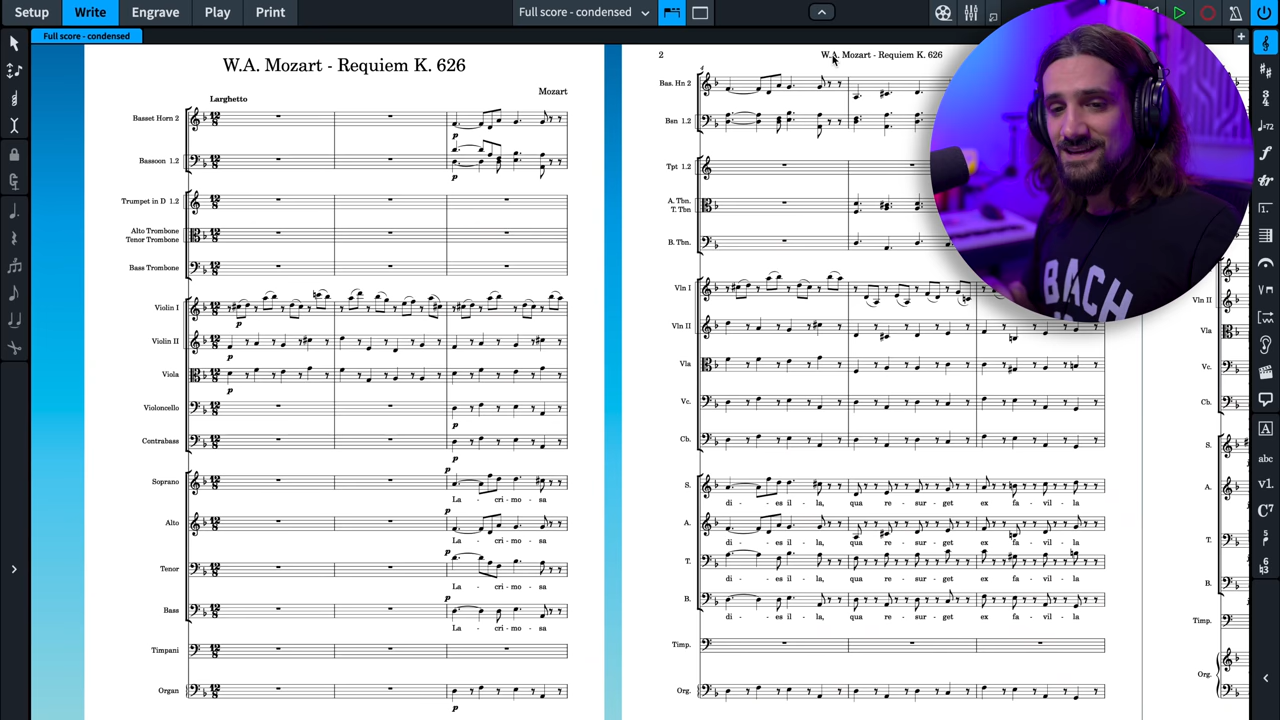 Setup Write Engrave Play Print Full score - condensed
Full score - condensed
W.A. Mozart - Requiem K. 626
Mozart
Larghetto
Basset Horn 2
p
Bassoon 1.2
p
Trumpet in D 1.2
Alto Trombone
Tenor Trombone
Bass Trombone
Violin I
p
Violin II
p
Viola
p
Violoncello
p
Contrabass
p
p
Soprano
La - cri - mo - sa
p
Alto
La - cri - mo - sa
p
Tenor
La - cri - mo - sa
p
Bass
La - cri - mo - sa
Timpani
Organ
p
2 W.A. Mozart - Requiem K. 626
4
Bas. Hn 2
Bsn 1.2
Tpt 1.2
A. Tbn.
T. Tbn
B. Tbn.
Vln I
Vln II
Vla
Vc.
Cb.
S.
di - es il - la, qua re - sur - get ex fa - vil - la
A.
di - es il - la, qua re - sur - get ex fa - vil - la
T.
di - es il - la, qua re - sur - get ex fa - vil - la
B.
di - es il - la, qua re - sur - get ex fa - vil - la
Timp.
Org.
Vln II
Vla
Vc.
Cb.
S.
A.
T.
B.
Timp.
Org.
BACH
abc
v1.
C7